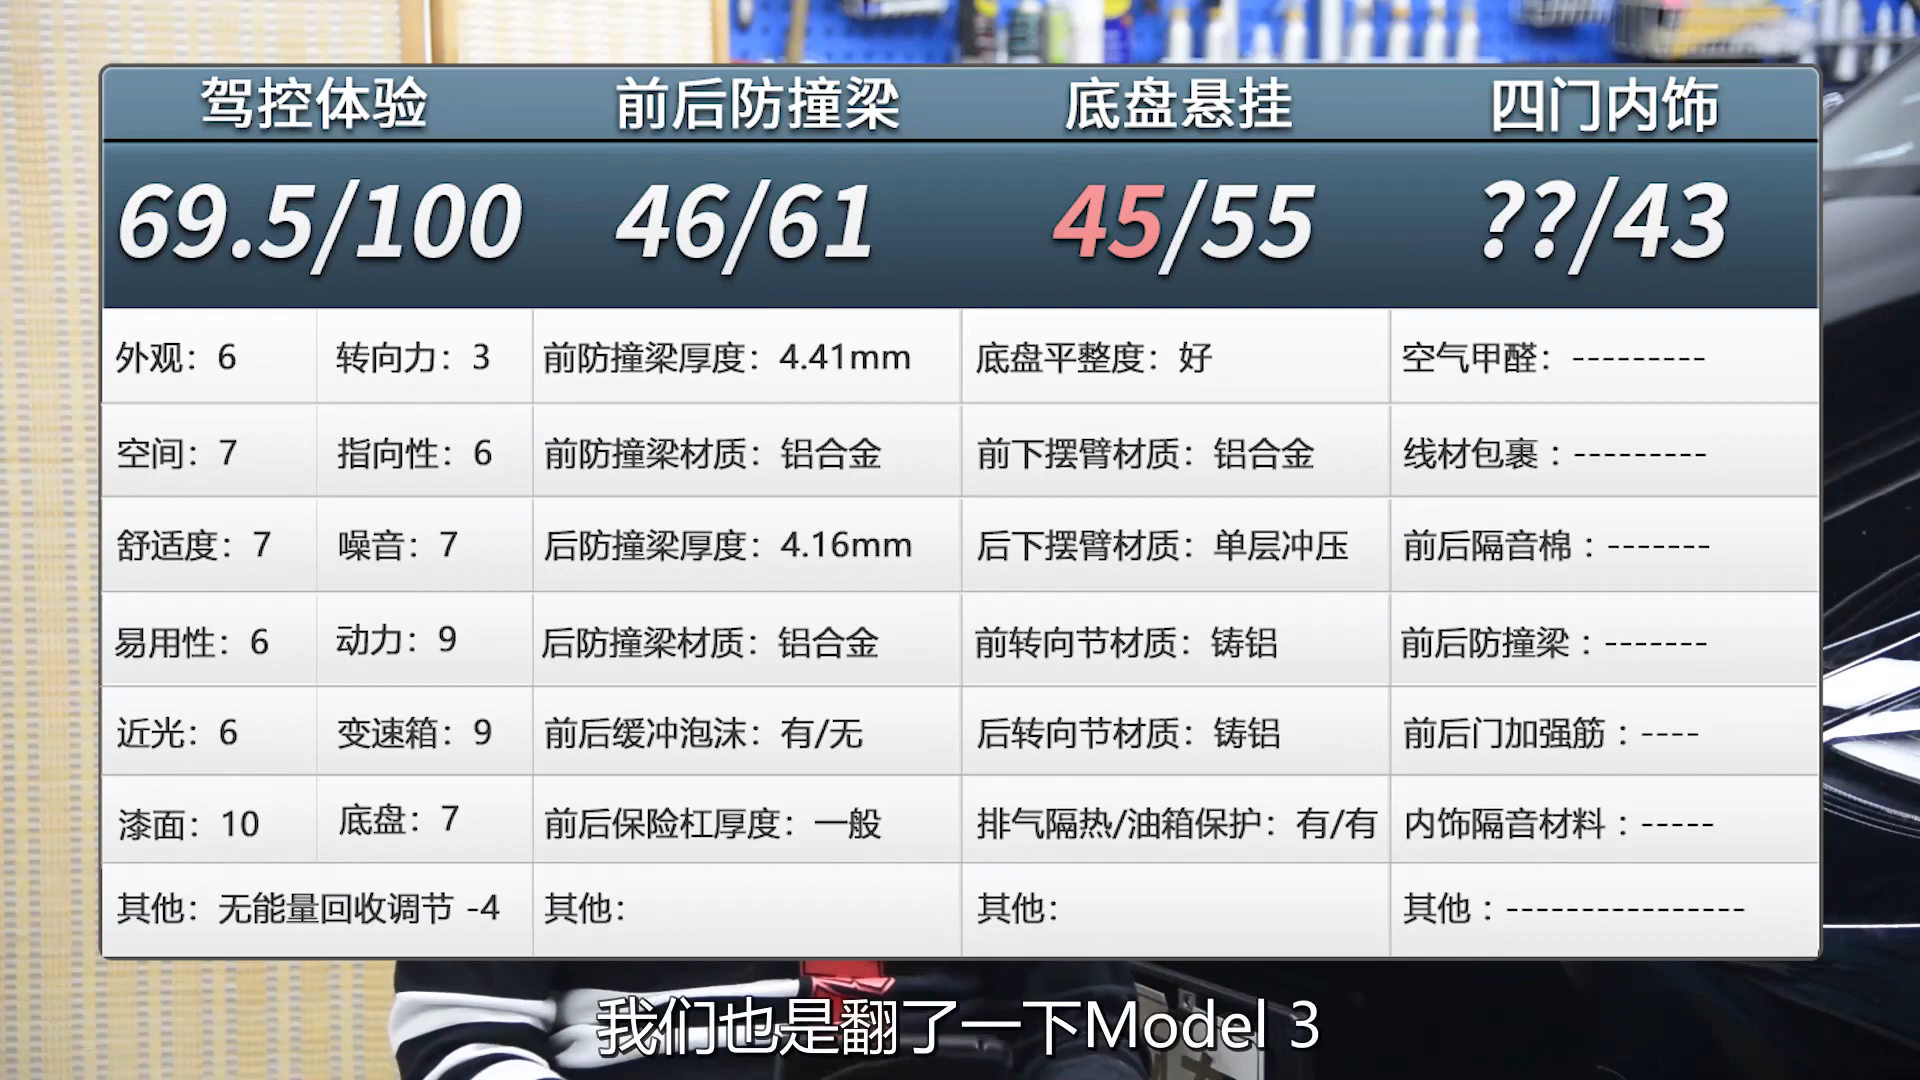 驾控体验 前后防撞梁 底盘悬挂 四门内饰
69.5/100 46/61 45/55 ??/43
外观：6 转向力：3 前防撞梁厚度：4.41mm 底盘平整度：好 空气甲醛：---------
空间：7 指向性：6 前防撞梁材质：铝合金 前下摆臂材质：铝合金 线材包裹：---------
舒适度：7 噪音：7 后防撞梁厚度：4.16mm 后下摆臂材质：单层冲压 前后隔音棉：-------
易用性：6 动力：9 后防撞梁材质：铝合金 前转向节材质：铸铝 前后防撞梁：-------
近光：6 变速箱：9 前后缓冲泡沫：有/无 后转向节材质：铸铝 前后门加强筋：----
漆面：10 底盘：7 前后保险杠厚度：一般 排气隔热/油箱保护：有/有 内饰隔音材料：-----
其他：无能量回收调节 -4 其他： 其他： 其他：----------------
我们也是翻了一下Model 3